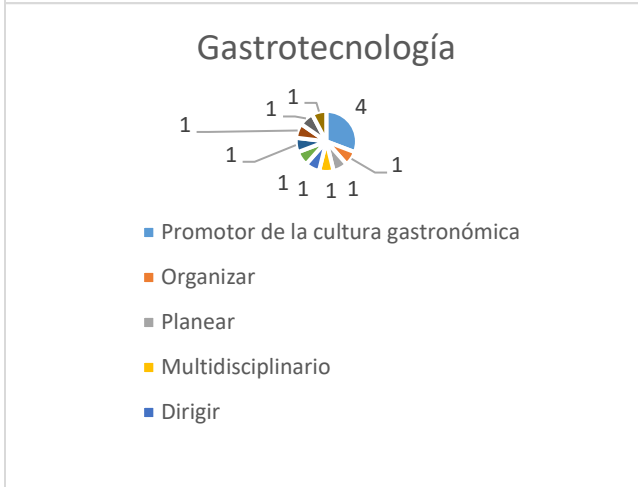 Gastrotecnología
1
4
1
1
1
1
1 1 1 1
Promotor de la cultura gastronómica
Organizar
Planear
Multidisciplinario
Dirigir